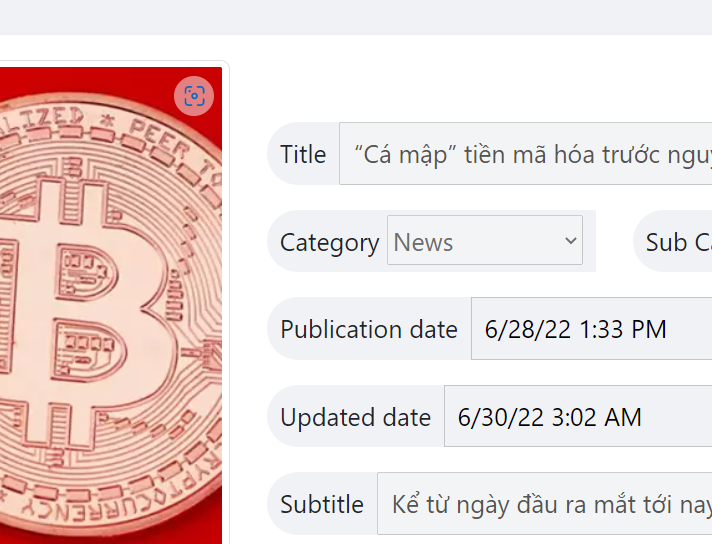 ALIZED * PEER TO
Title “Cá mập” tiền mã hóa trước nguy
Category News Sub Ca
Publication date 6/28/22 1:33 PM
Updated date 6/30/22 3:02 AM
Subtitle Kể từ ngày đầu ra mắt tới nay
CRYPTOCURRENCY *